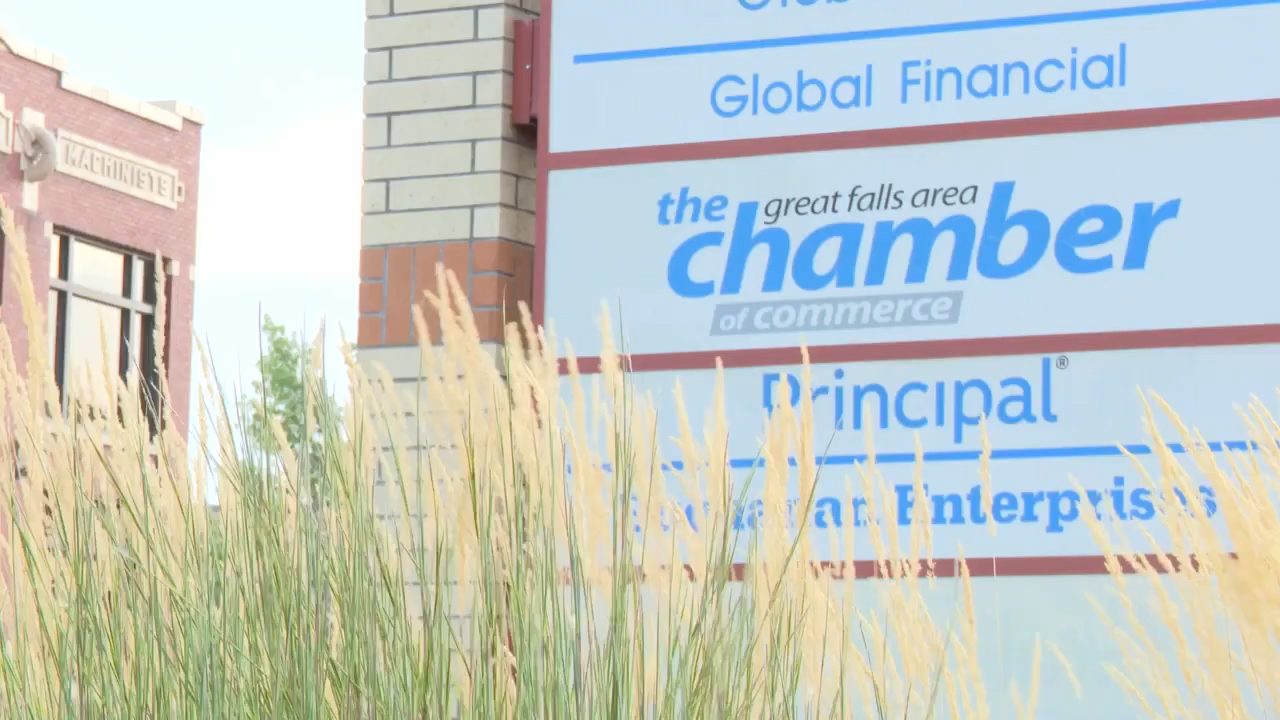 MACHINISTS
Global Financial
the
great falls area
chamber
of commerce
Principal®
Enterprises